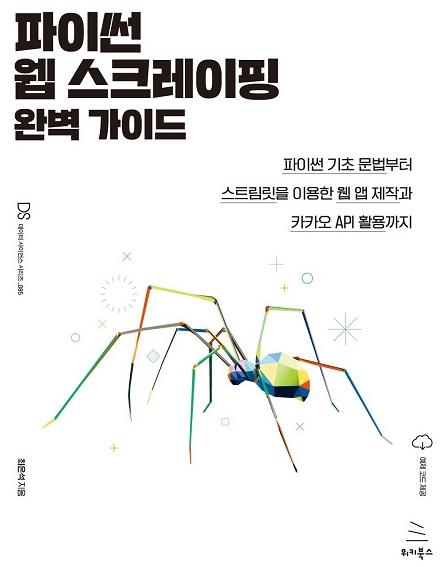 파이썬
웹 스크레이핑
완벽 가이드
파이썬 기초 문법부터
스트림릿을 이용한 웹 앱 제작과
카카오 API 활용까지
DS 데이터 사이언스 시리즈_095
최은석 지음
예제 코드 제공
위키북스